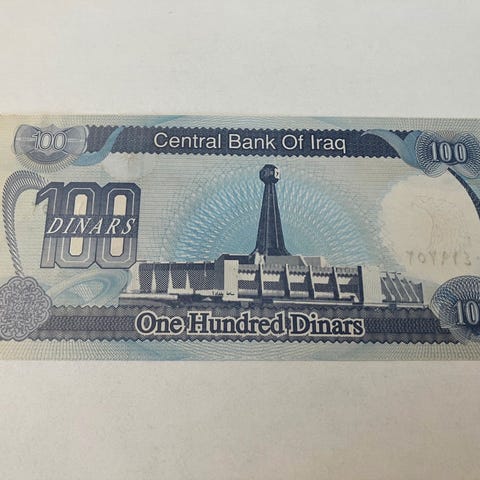 100
Central Bank Of Iraq
100
100
DINARS
One Hundred Dinars